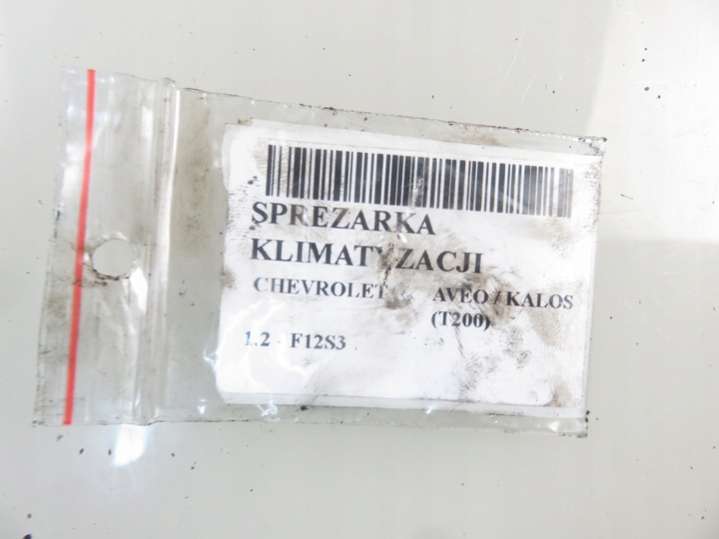 SPREZARKA
KLIMATYZACJI
CHEVROLET AVEO / KALOS
(T200)
1.2 F12S3